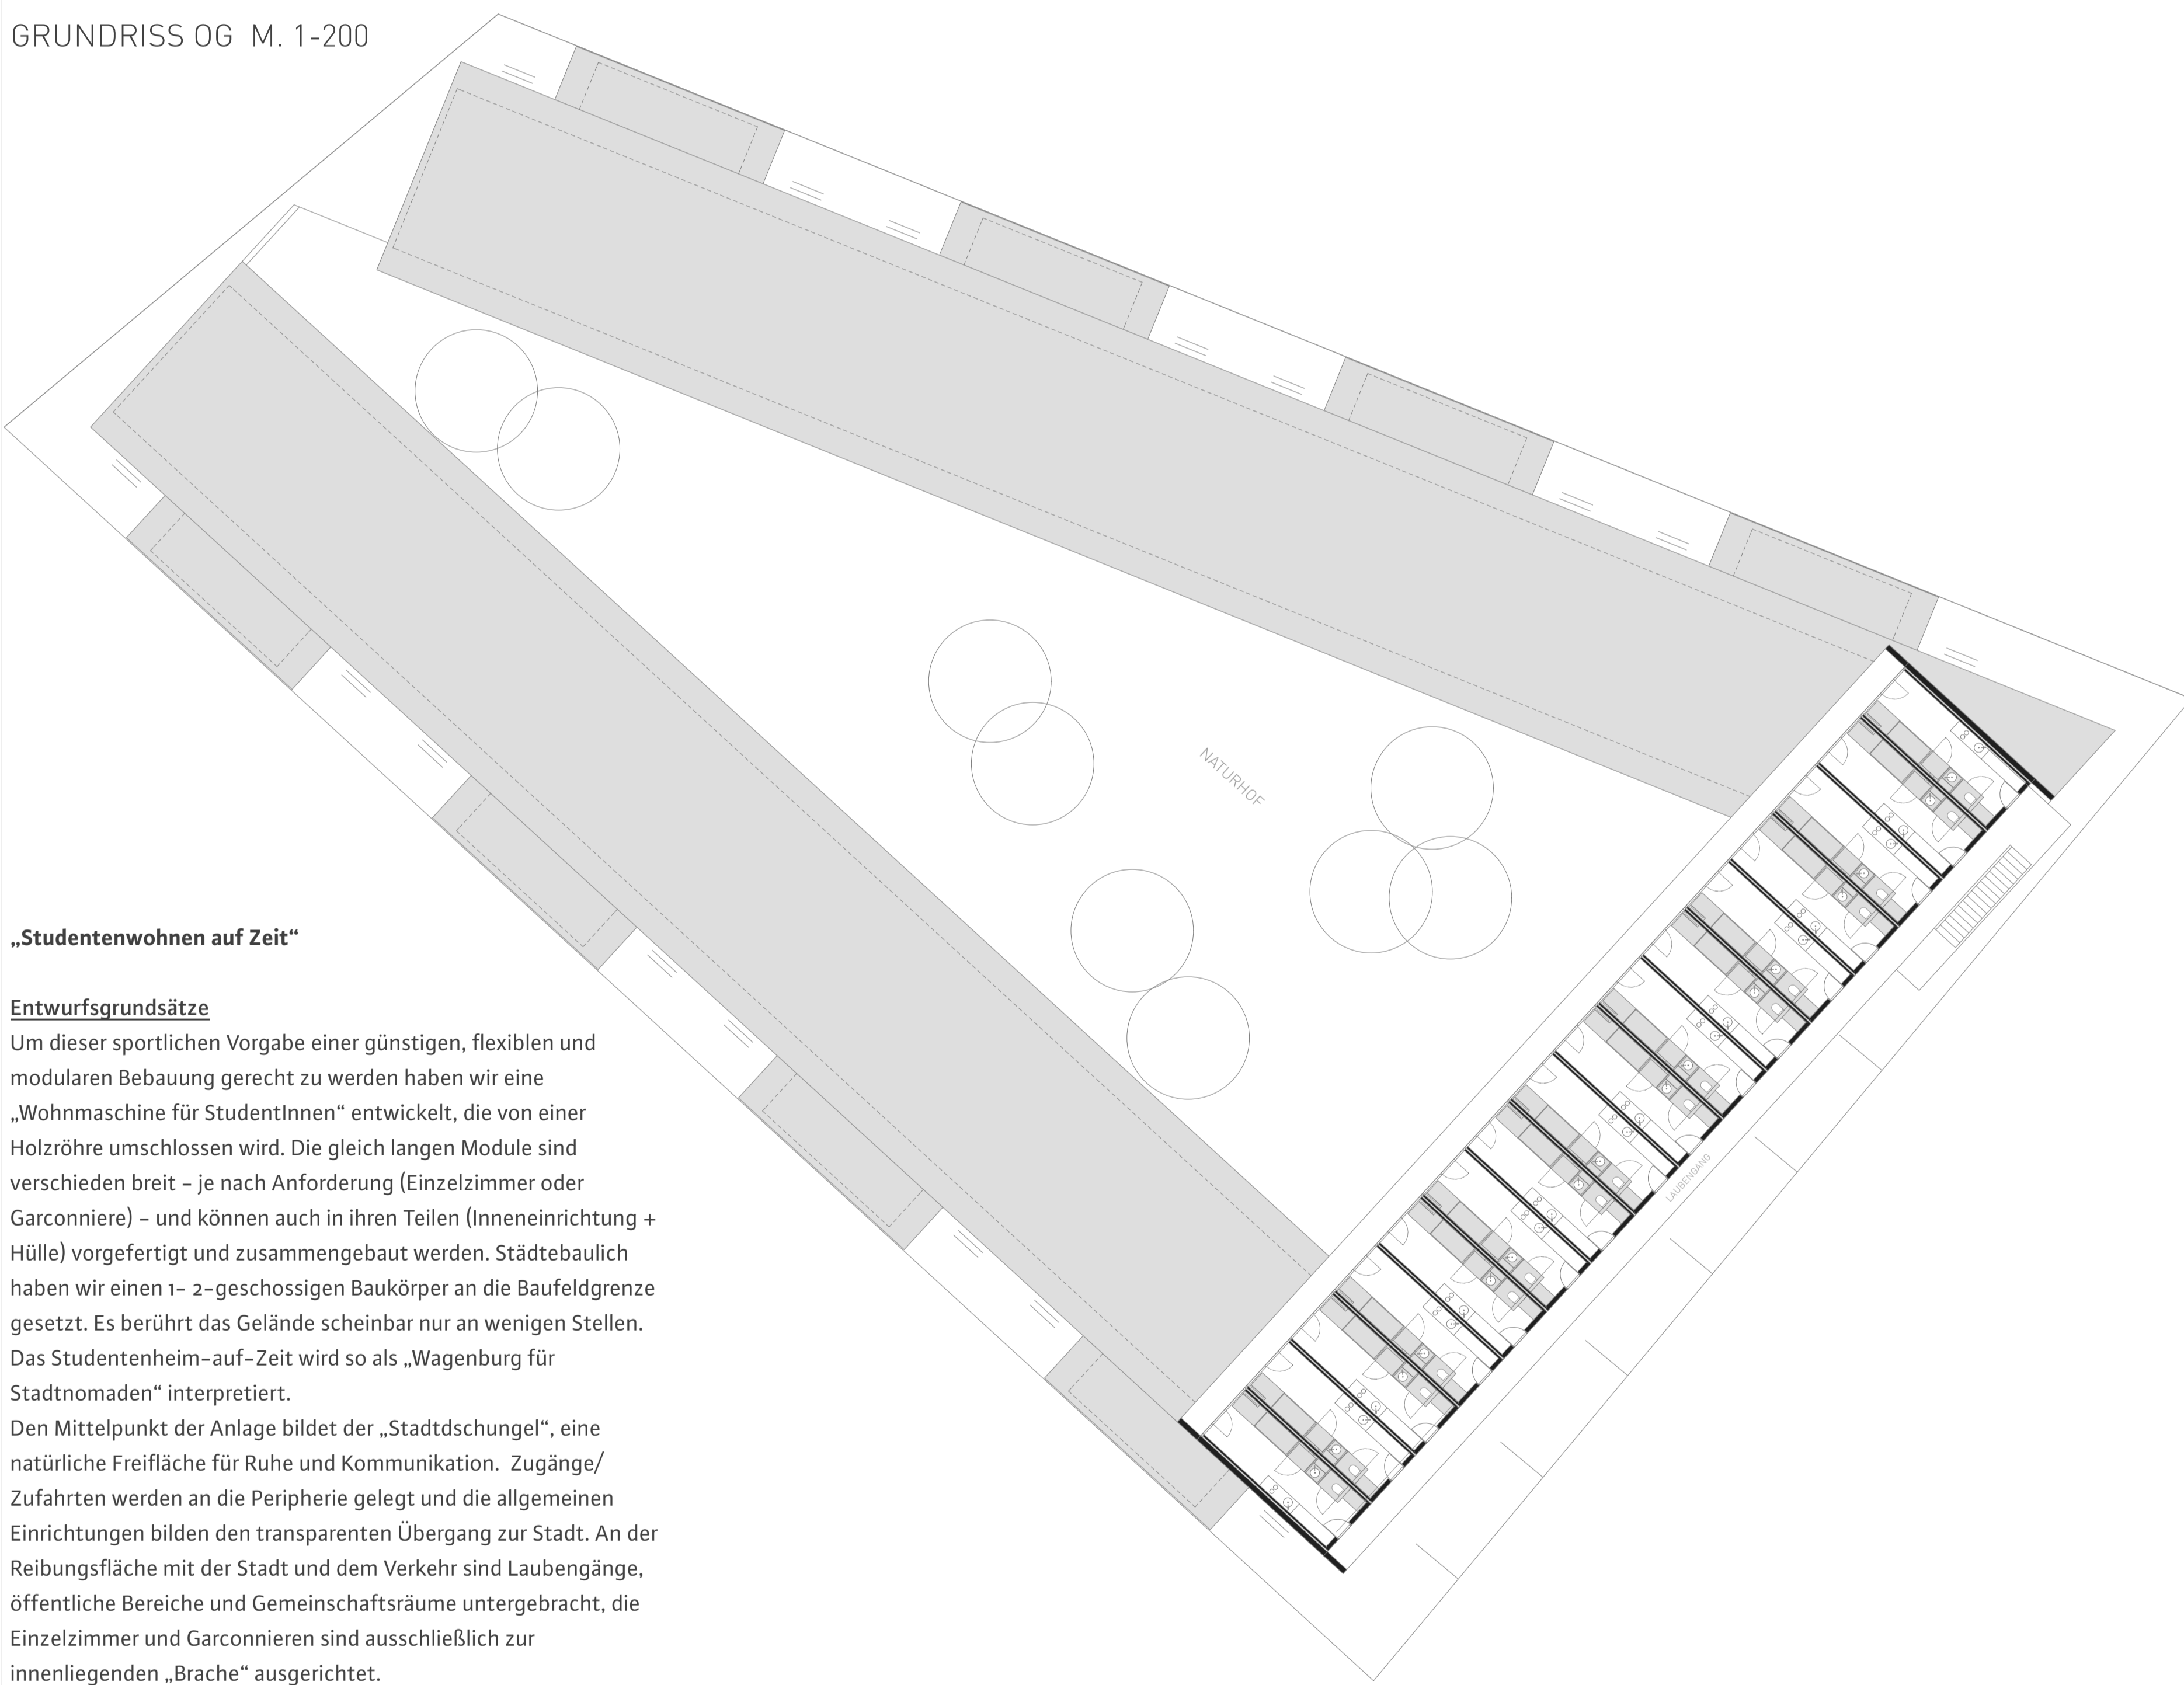 GRUNDRISS OG M. 1-200
NATURHOF
LAUBENGANG
„Studentenwohnen auf Zeit“
Entwurfsgrundsätze
Um dieser sportlichen Vorgabe einer günstigen, flexiblen und
modularen Bebauung gerecht zu werden haben wir eine
„Wohnmaschine für StudentInnen“ entwickelt, die von einer
Holzröhre umschlossen wird. Die gleich langen Module sind
verschieden breit – je nach Anforderung (Einzelzimmer oder
Garconniere) – und können auch in ihren Teilen (Inneneinrichtung +
Hülle) vorgefertigt und zusammengebaut werden. Städtebaulich
haben wir einen 1- 2-geschossigen Baukörper an die Baufeldgrenze
gesetzt. Es berührt das Gelände scheinbar nur an wenigen Stellen.
Das Studentenheim-auf-Zeit wird so als „Wagenburg für
Stadtnomaden“ interpretiert.
Den Mittelpunkt der Anlage bildet der „Stadtdschungel“, eine
natürliche Freifläche für Ruhe und Kommunikation.  Zugänge/
Zufahrten werden an die Peripherie gelegt und die allgemeinen
Einrichtungen bilden den transparenten Übergang zur Stadt. An der
Reibungsfläche mit der Stadt und dem Verkehr sind Laubengänge,
öffentliche Bereiche und Gemeinschaftsräume untergebracht, die
Einzelzimmer und Garconnieren sind ausschließlich zur
innenliegenden „Brache“ ausgerichtet.